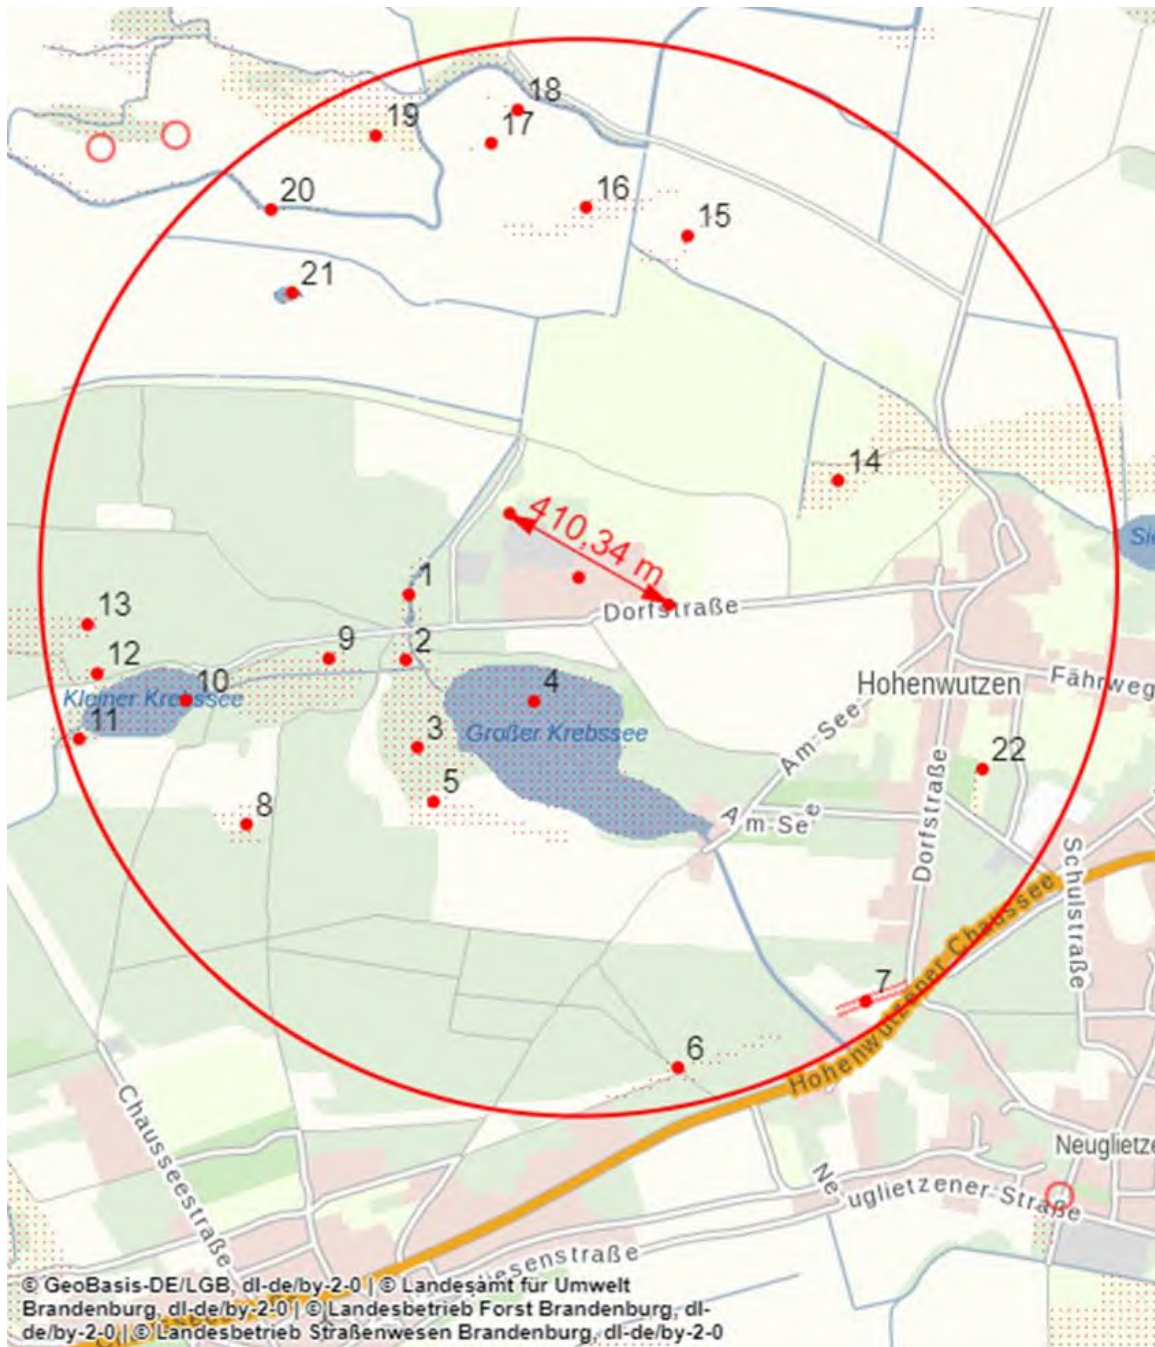 18
19
17
20
16
15
21
14
410,34 m
1
13
Dorfstraße
9
2
12
10
4
Hohenwutzen
Fährweg
Kleiner Krebssee
11
3
Großer Krebssee
Am-See
22
5
8
Am-See
Dorfstraße
Schulstraße
Hohenwutzener Chaussee
7
6
Chausseestraße
Neuglietze
Neuglietzener-Straße
© GeoBasis-DE/LGB, dl-de/by-2-0 | © Landesamt für Umwelt
Brandenburg, dl-de/by-2-0 | © Landesbetrieb Forst Brandenburg, dl-
de/by-2-0 | © Landesbetrieb Straßenwesen Brandenburg, dl-de/by-2-0